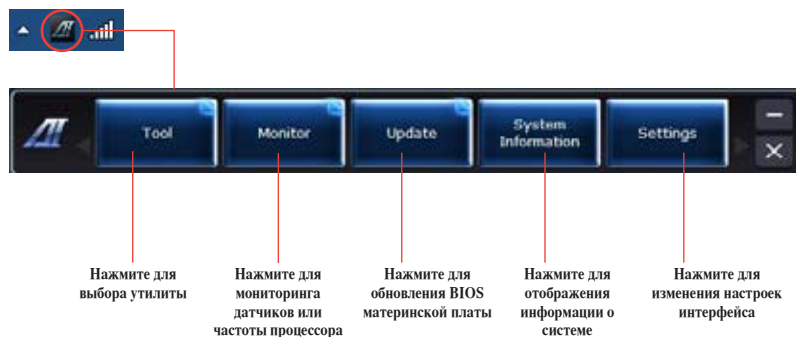 Tool
Monitor
Update
System
Information
Settings
Нажмите для
выбора утилиты
Нажмите для
мониторинга
датчиков или
частоты процессора
Нажмите для
обновления BIOS
материнской платы
Нажмите для
отображения
информации о
системе
Нажмите для
изменения настроек
интерфейса